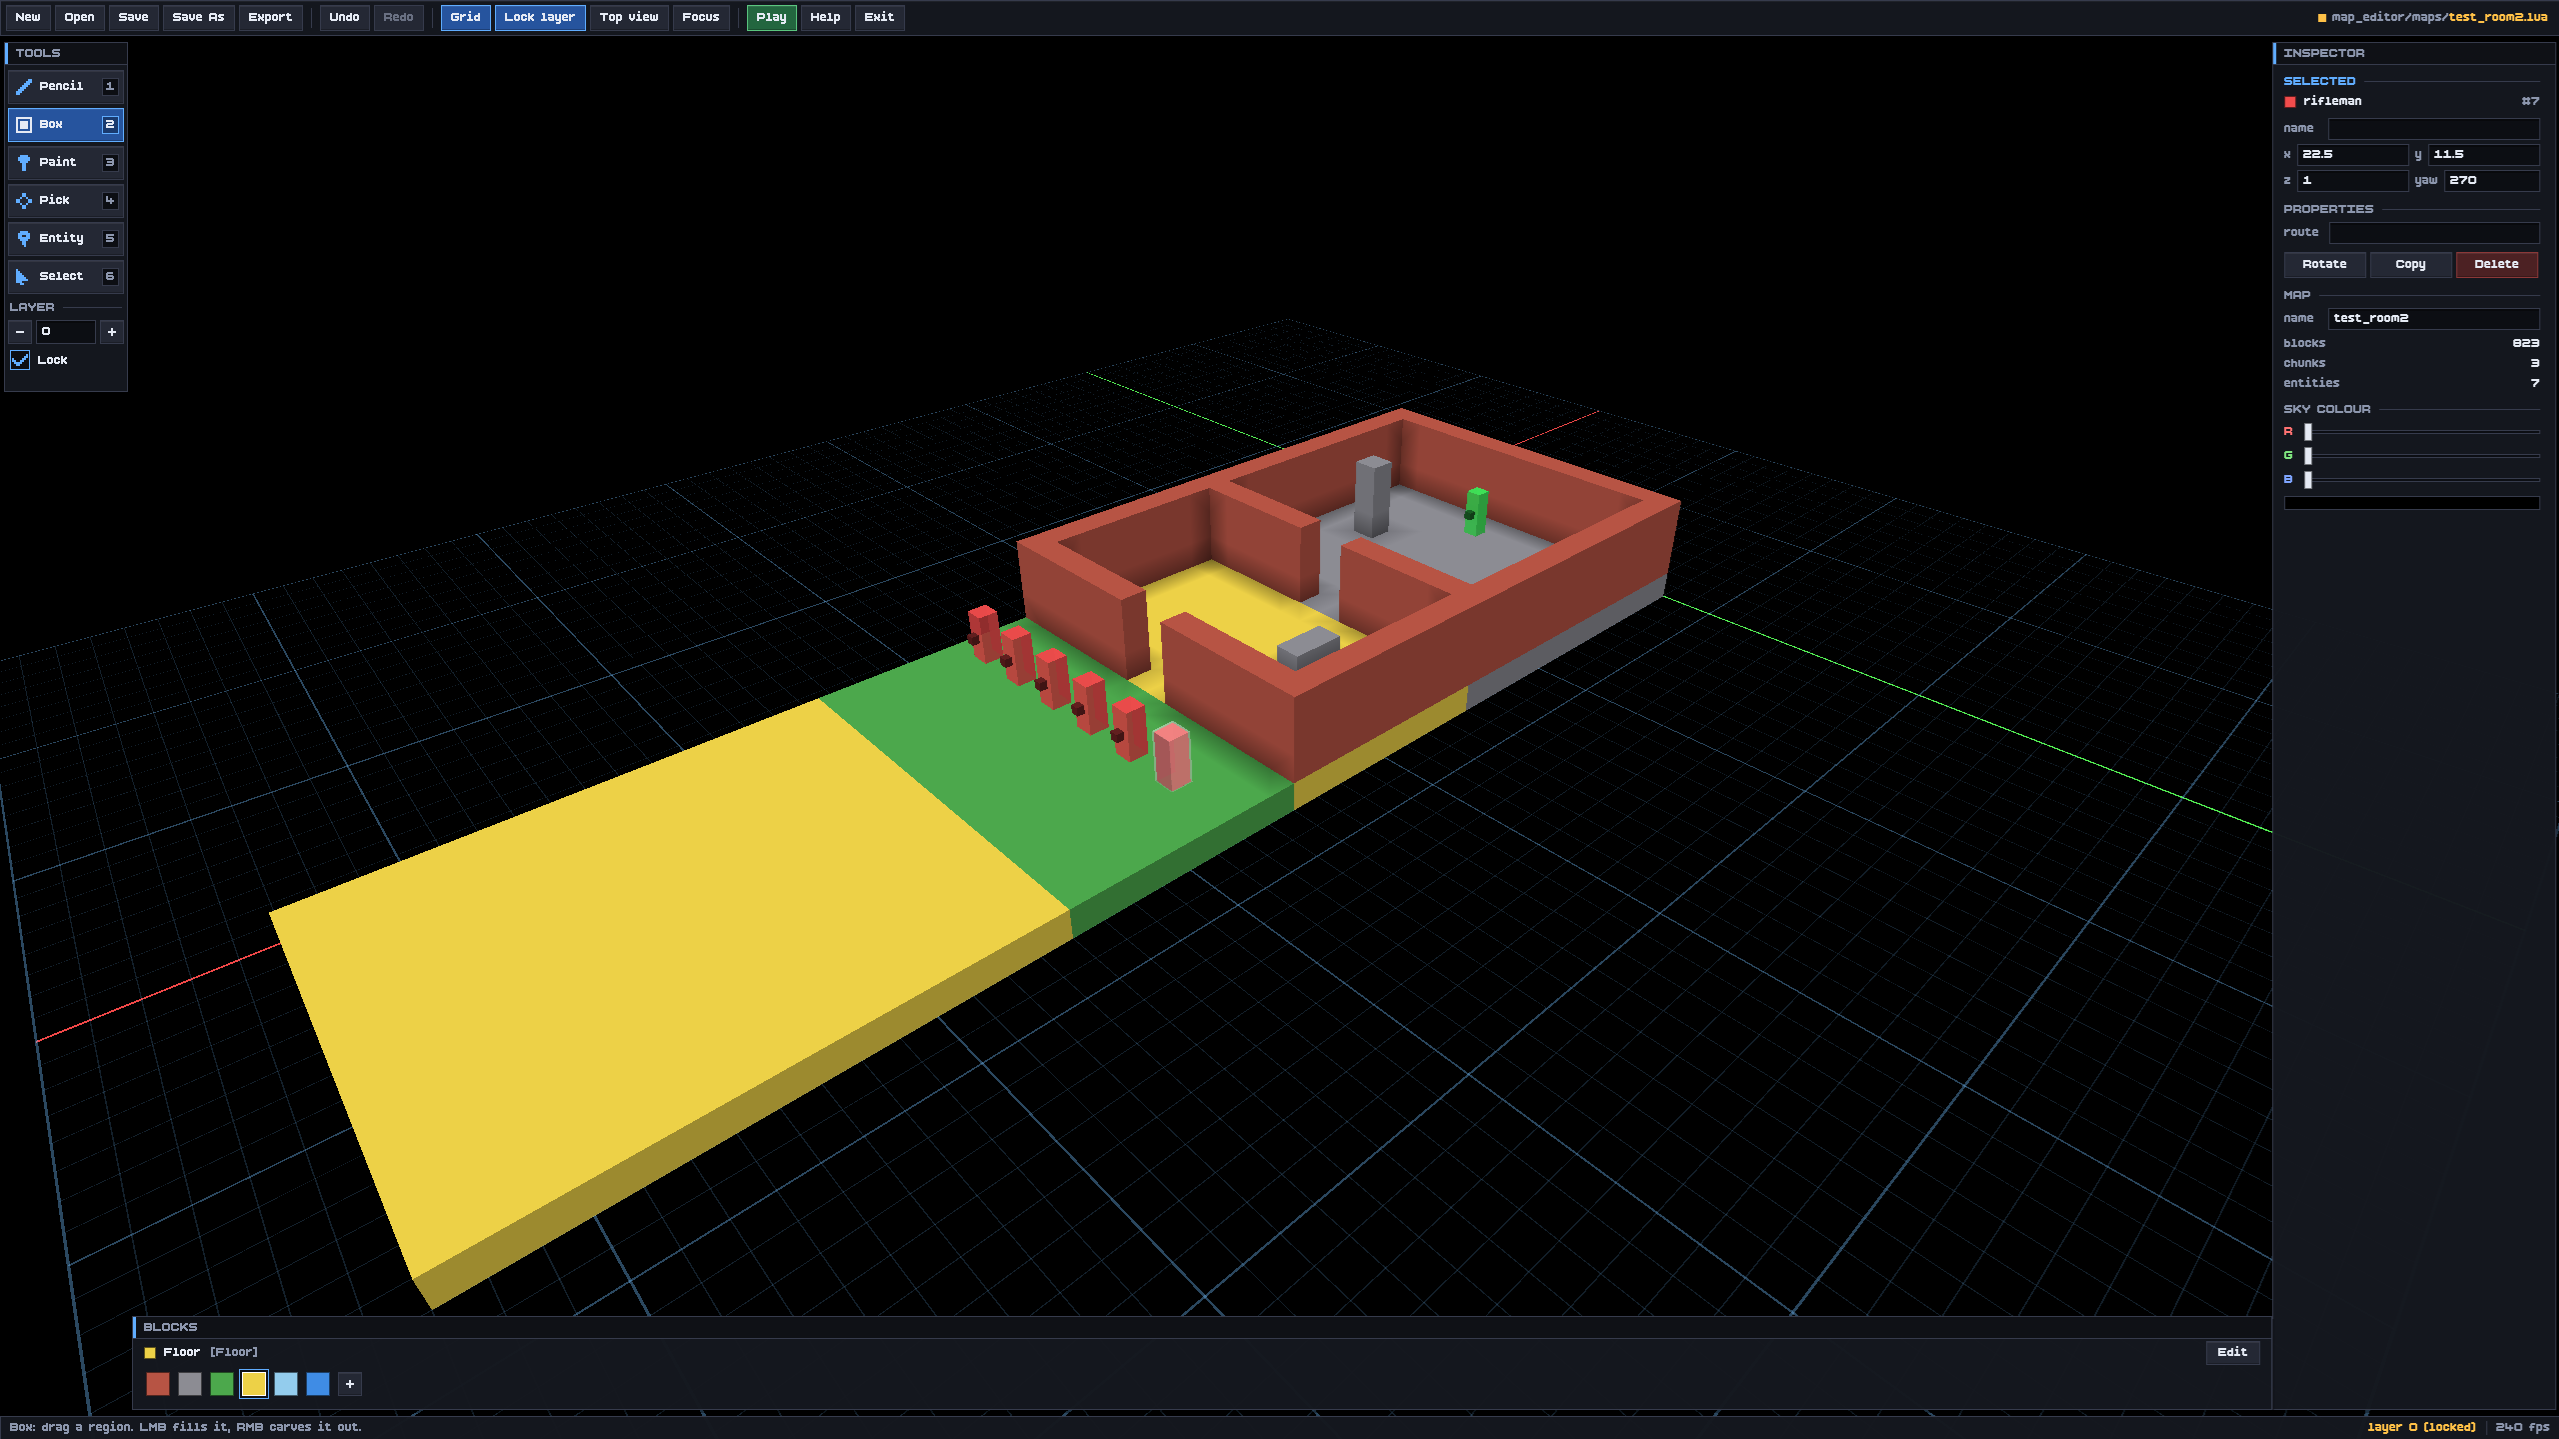 New Open Save Save As Export Undo Redo Grid Lock layer Top view Focus Play Help Exit map_editor/maps/test_room2.lua
TOOLS
Pencil 1
Box 2
Paint 3
Pick 4
Entity 5
Select 6
LAYER
− 0 +
Lock
INSPECTOR
SELECTED
rifleman #7
name
x 22.5 y 11.5
z 1 yaw 270
PROPERTIES
route
Rotate Copy Delete
MAP
name test_room2
blocks 823
chunks 3
entities 7
SKY COLOUR
R
G
B
BLOCKS
Floor [Floor] Edit
+
Box: drag a region. LMB fills it, RMB carves it out. layer 0 (locked) 240 fps